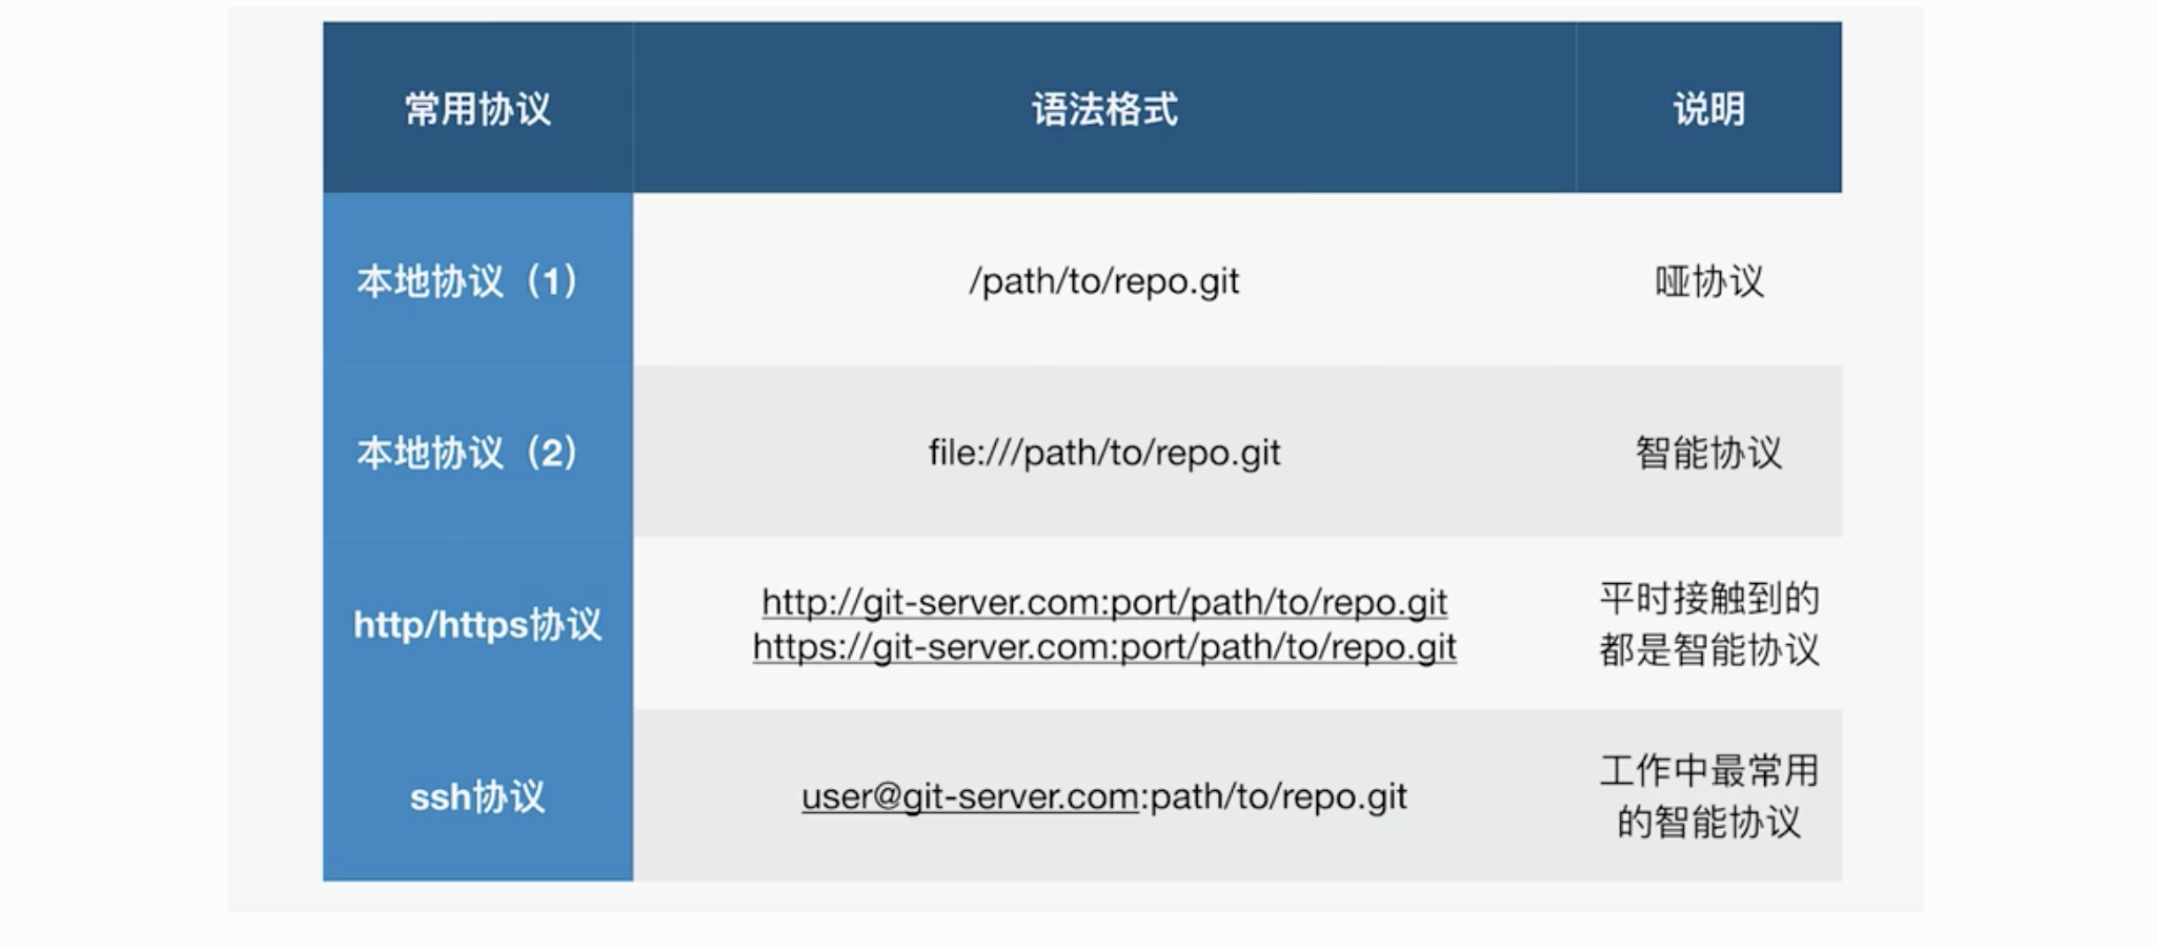 常用协议 语法格式 说明
本地协议（1） /path/to/repo.git 哑协议
本地协议（2） file:///path/to/repo.git 智能协议
http/https协议
http://git-server.com:port/path/to/repo.git
https://git-server.com:port/path/to/repo.git
平时接触到的
都是智能协议
ssh协议 user@git-server.com:path/to/repo.git
工作中最常用
的智能协议